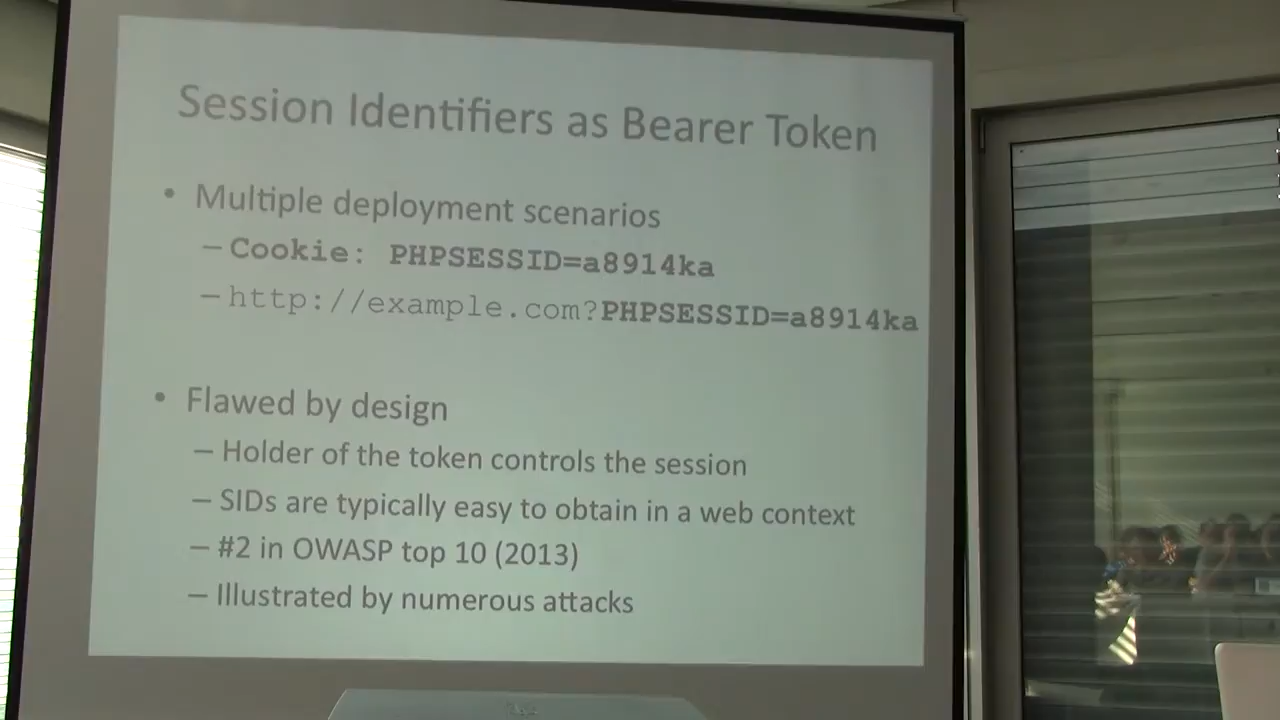 Session Identifiers as Bearer Token
• Multiple deployment scenarios
– Cookie: PHPSESSID=a8914ka
– http://example.com?PHPSESSID=a8914ka
• Flawed by design
– Holder of the token controls the session
– SIDs are typically easy to obtain in a web context
– #2 in OWASP top 10 (2013)
– Illustrated by numerous attacks